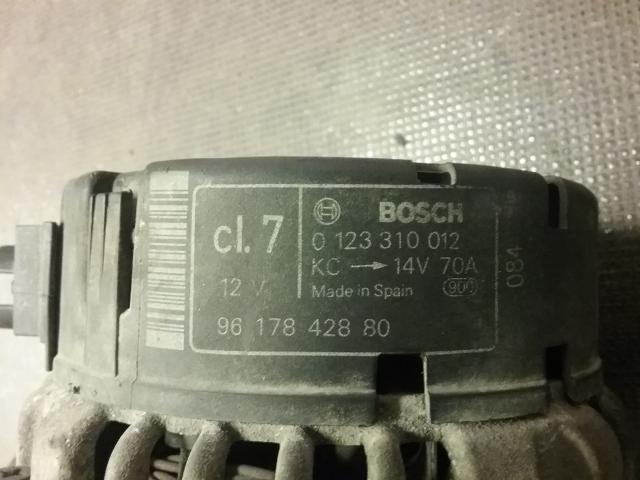 cl. 7
12 V
BOSCH
0 123 310 012
KC → 14V 70A
Made in Spain
96 178 428 80
084